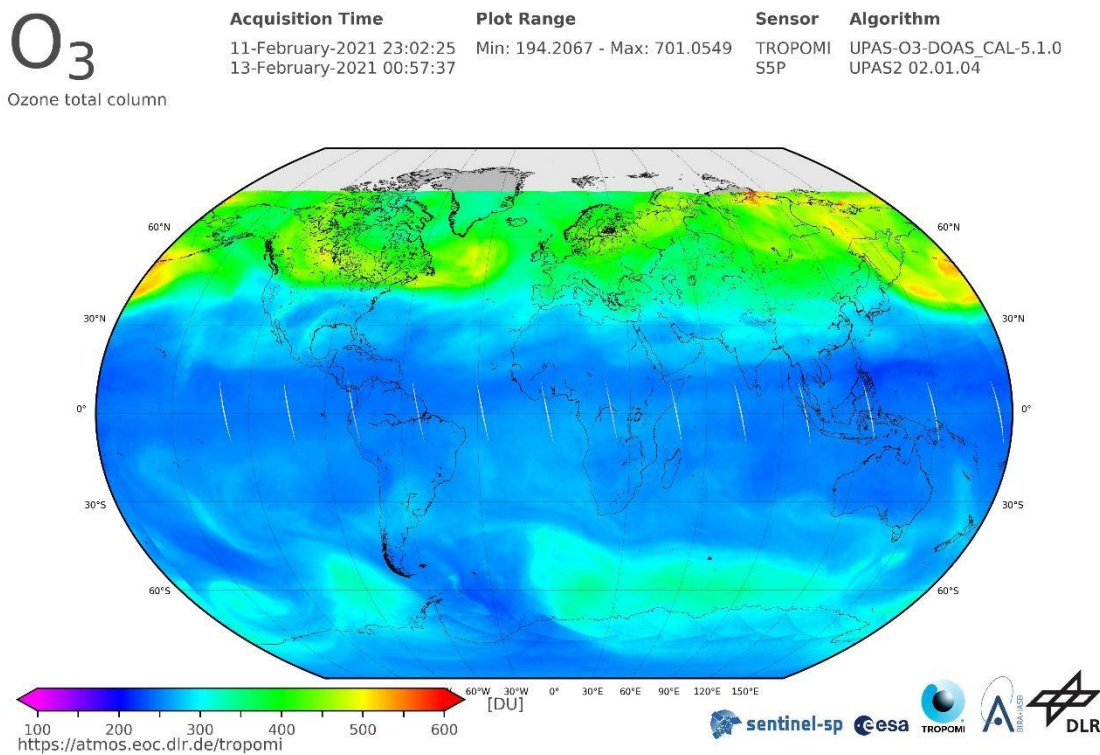 O3
Ozone total column
Acquisition Time
11-February-2021 23:02:25
13-February-2021 00:57:37
Plot Range
Min: 194.2067 - Max: 701.0549
Sensor
TROPOMI
S5P
Algorithm
UPAS-O3-DOAS_CAL-5.1.0
UPAS2 02.01.04
60°N
60°N
30°N
30°N
0°
0°
30°S
30°S
60°S
60°S
60°W 30°W 0° 30°E 60°E 90°E 120°E 150°E
[DU]
100 200 300 400 500 600
https://atmos.eoc.dlr.de/tropomi
sentinel-5p
esa
TROPOMI
BIRA-IASB
DLR